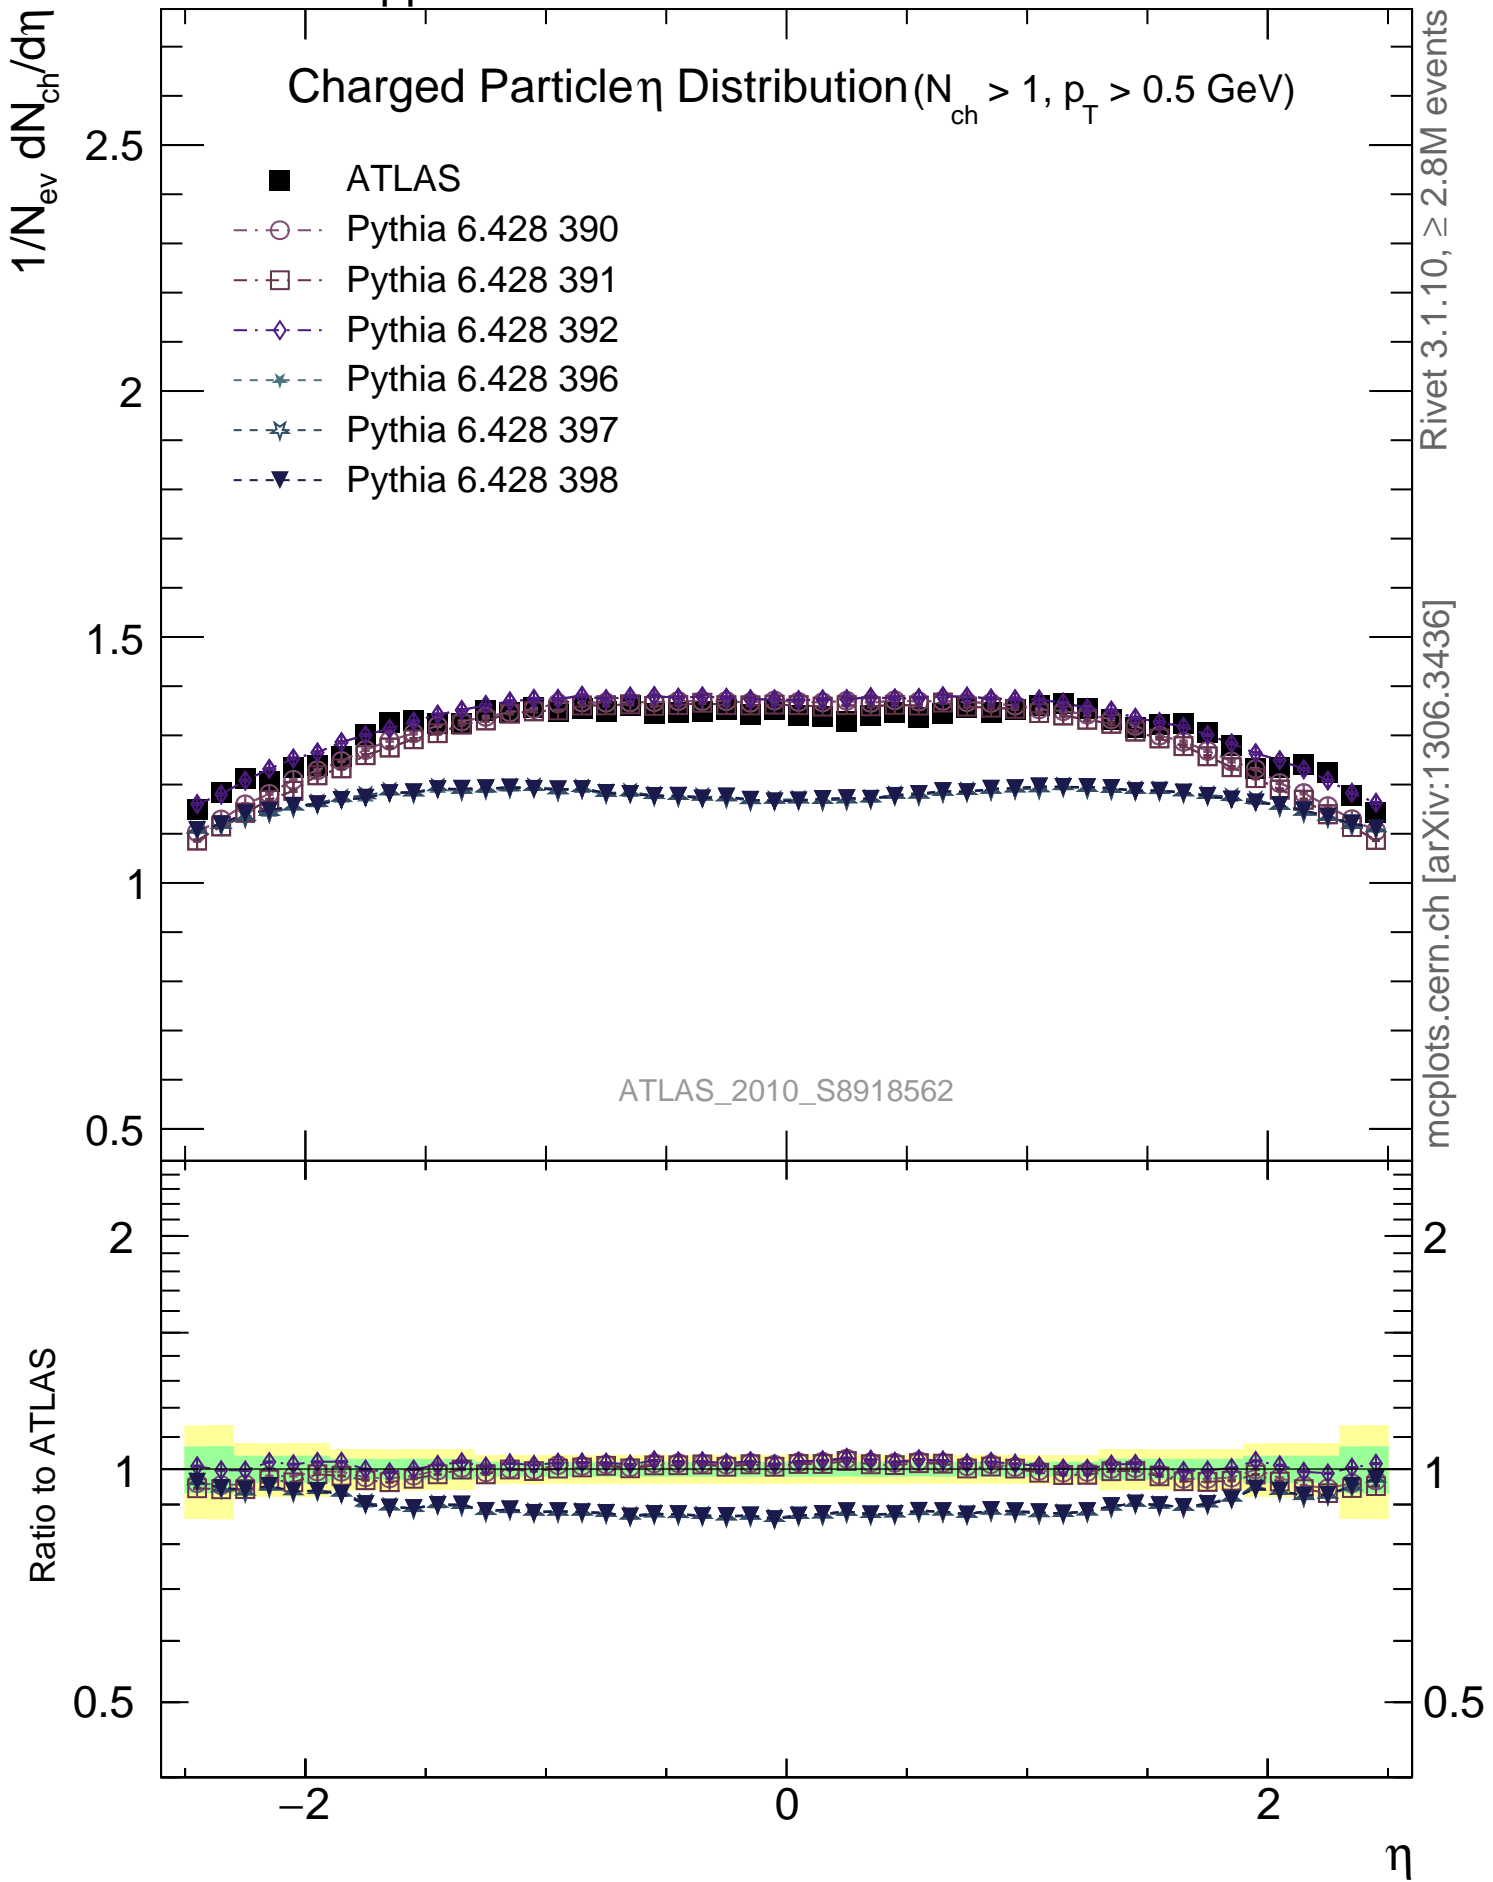 1/N_ev dN_ch/dη
Charged Particle η Distribution (N_ch > 1, p_T > 0.5 GeV)
ATLAS
Pythia 6.428 390
Pythia 6.428 391
Pythia 6.428 392
Pythia 6.428 396
Pythia 6.428 397
Pythia 6.428 398
2.5
2
1.5
1
0.5
ATLAS_2010_S8918562
Rivet 3.1.10, ≥ 2.8M events
mcplots.cern.ch [arXiv:1306.3436]
Ratio to ATLAS
2
1
0.5
2
1
0.5
−2
0
2
η